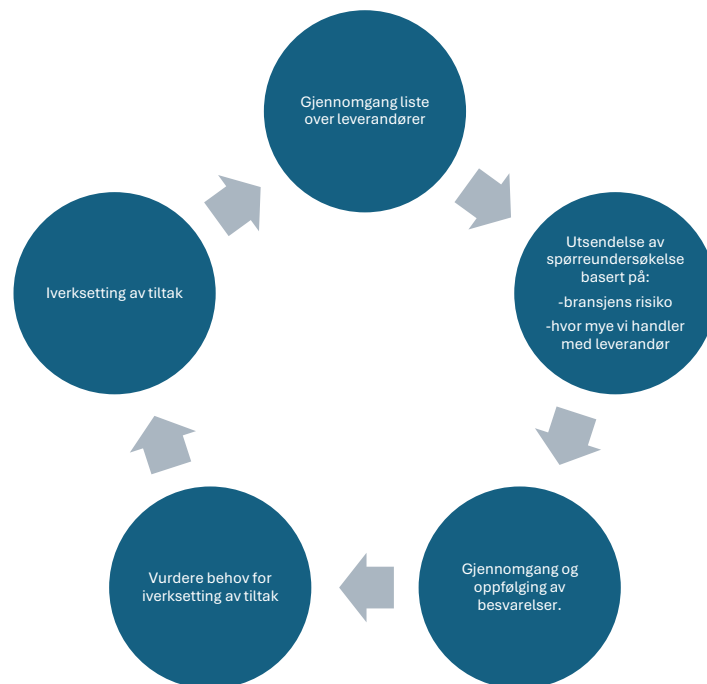 Gjennomgang liste
over leverandører
Utsendelse av
spørreundersøkelse
basert på:
-bransjens risiko
-hvor mye vi handler
med leverandør
Gjennomgang og
oppfølging av
besvarelser.
Vurdere behov for
iverksetting av tiltak
Iverksetting av tiltak